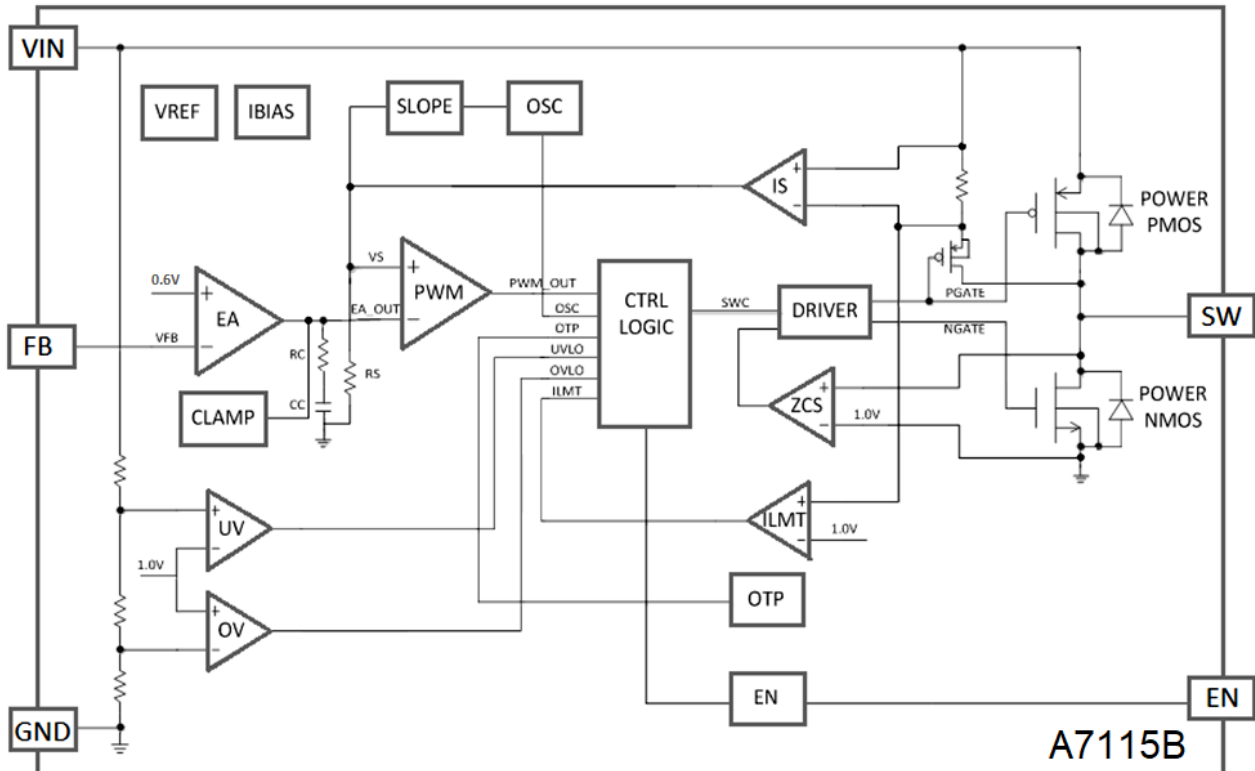 VIN
VREF
IBIAS
SLOPE
OSC
+
IS
−
POWER
PMOS
0.6V
+
EA
−
VFB
FB
VS
+
PWM
−
EA_OUT
PWM_OUT
OSC
OTP
UVLO
OVLO
ILMT
CTRL
LOGIC
SWC
DRIVER
PGATE
NGATE
SW
RC
RS
CC
CLAMP
+
ZCS
−
1.0V
POWER
NMOS
+
UV
−
1.0V
+
OV
−
+
ILMT
−
1.0V
OTP
EN
EN
GND
A7115B